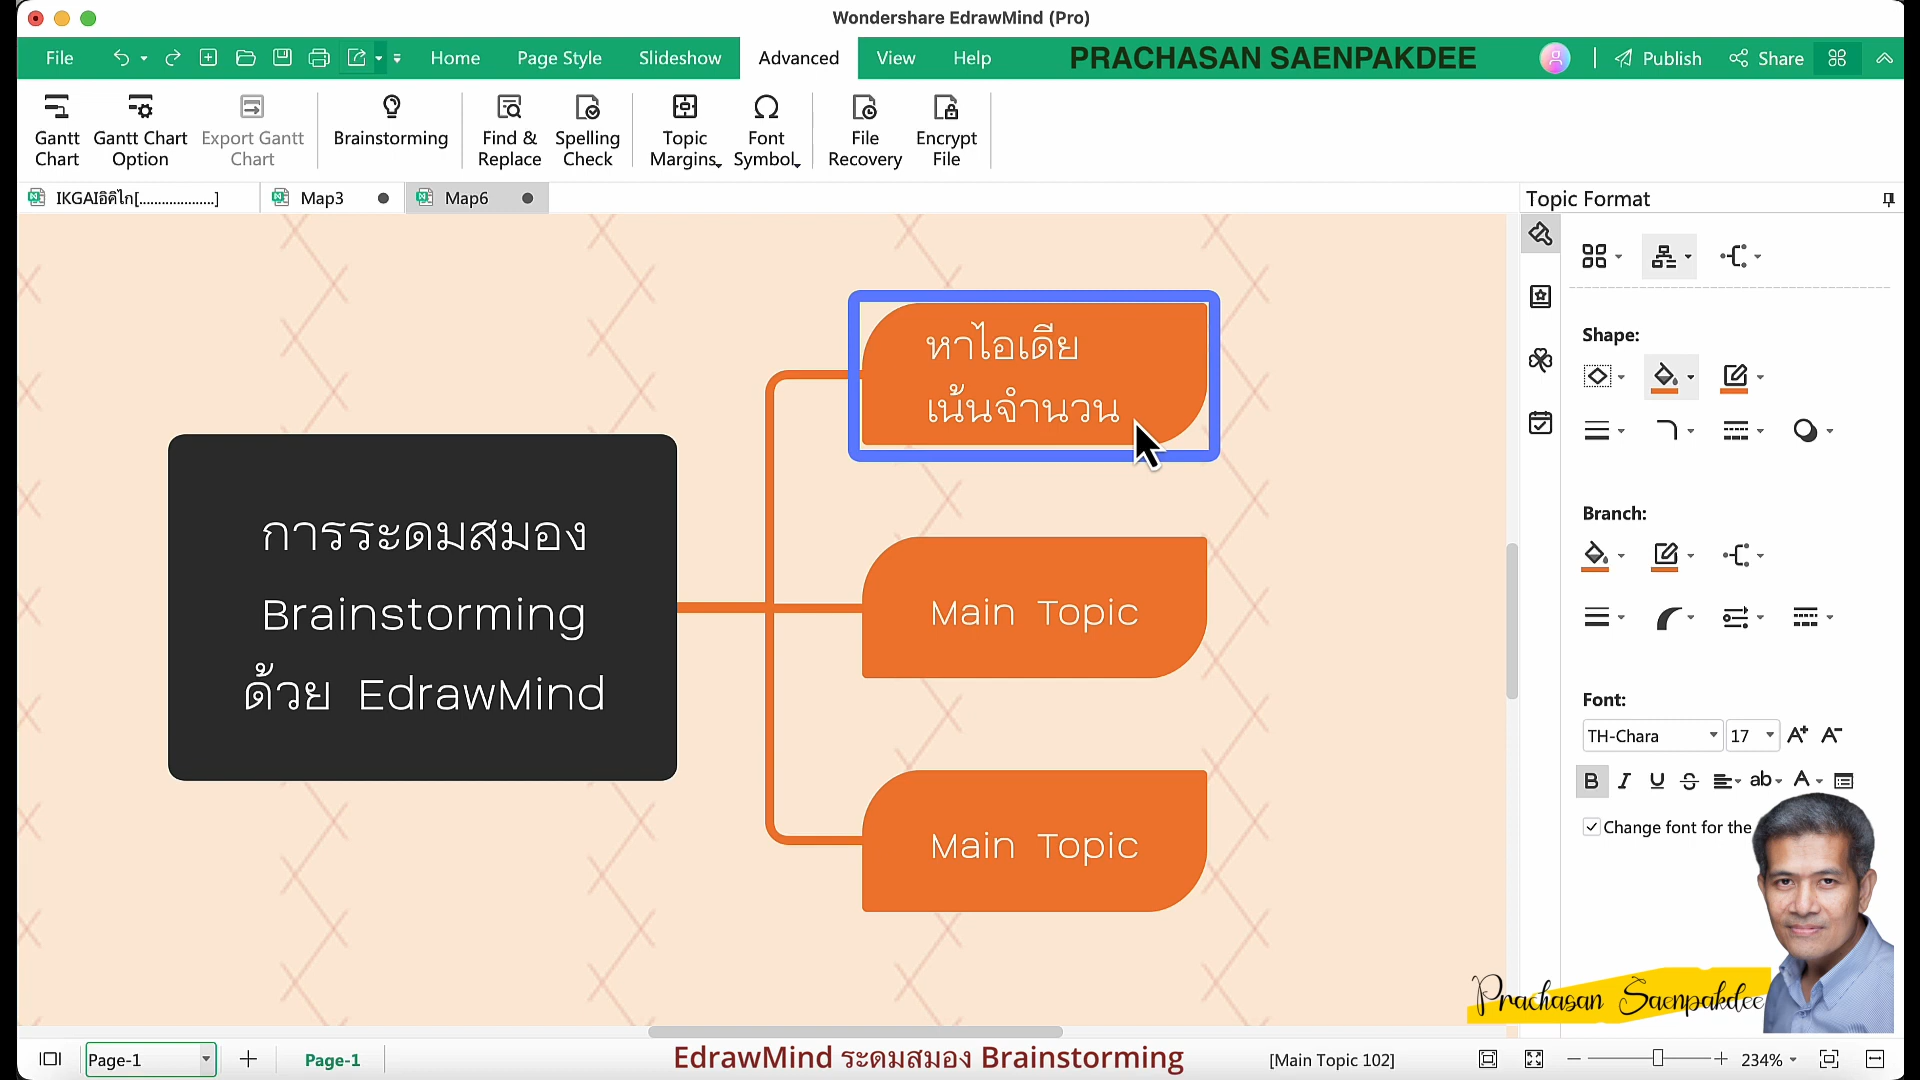 Wondershare EdrawMind (Pro)
File
Home
Page Style
Slideshow
Advanced
View
Help
PRACHASAN SAENPAKDEE
Publish
Share
Gantt
Chart
Gantt Chart
Option
Export Gantt
Chart
Brainstorming
Find &
Replace
Spelling
Check
Topic
Margins
Font
Symbol
File
Recovery
Encrypt
File
IKGAIอิคิไก[....................]
Map3
Map6
Topic Format
หาไอเดีย
เน้นจำนวน
การระดมสมอง
Brainstorming
ด้วย EdrawMind
Main Topic
Main Topic
Shape:
Branch:
Font:
TH-Chara
17
B I U S ab A
Change font for the
Prachasan Saenpakdee
Page-1
Page-1
EdrawMind ระดมสมอง Brainstorming
[Main Topic 102]
234%